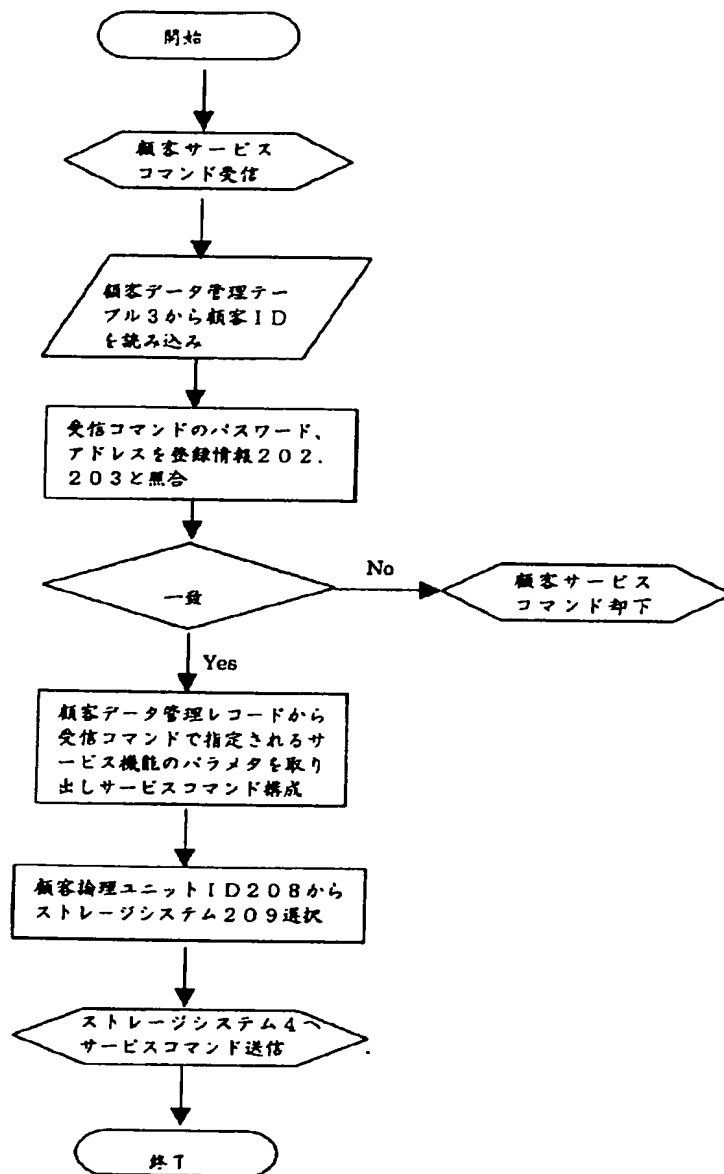 開始
顧客サービス
コマンド受信
顧客データ管理テー
ブル3から顧客ID
を読み込み
受信コマンドのパスワード、
アドレスを登録情報202.
203と照合
一致
No
顧客サービス
コマンド却下
Yes
顧客データ管理レコードから
受信コマンドで指定されるサ
ービス機能のパラメタを取り
出しサービスコマンド構成
顧客論理ユニットID208から
ストレージシステム209選択
ストレージシステム4へ
サービスコマンド送信
終了